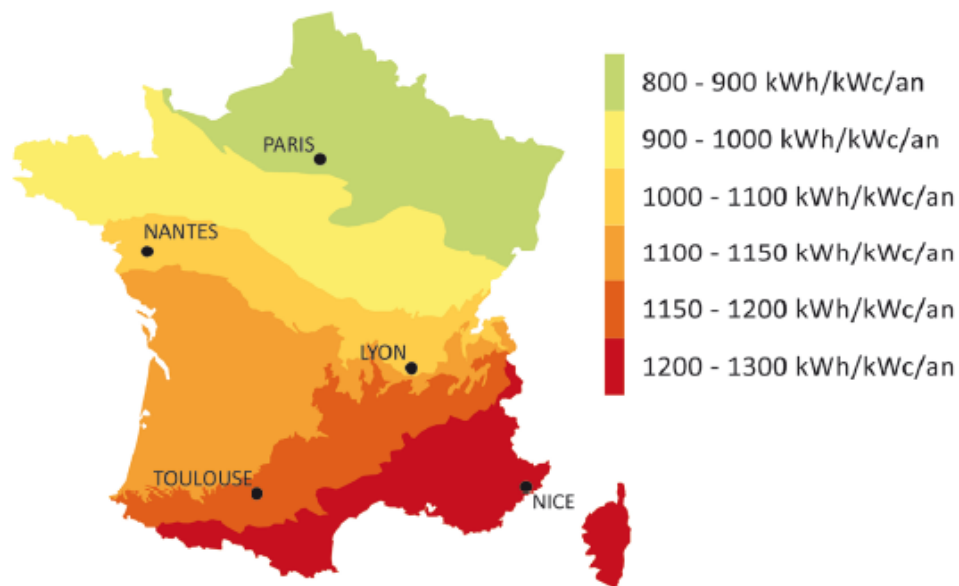 PARIS
NANTES
LYON
TOULOUSE
NICE
800 - 900 kWh/kWc/an
900 - 1000 kWh/kWc/an
1000 - 1100 kWh/kWc/an
1100 - 1150 kWh/kWc/an
1150 - 1200 kWh/kWc/an
1200 - 1300 kWh/kWc/an